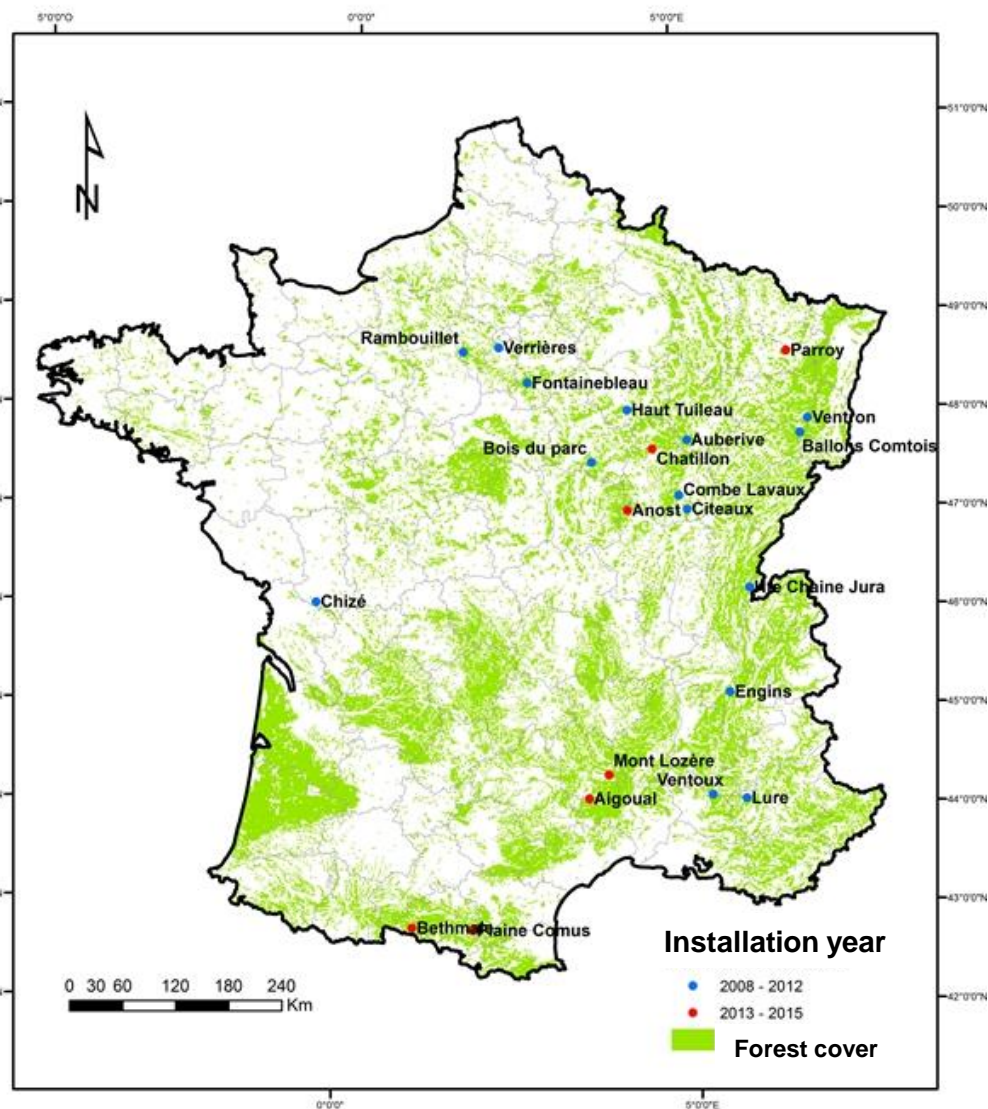 5°0'0"O 0°0'0" 5°0'0"E
N
51°0'0"N
50°0'0"N
49°0'0"N
Rambouillet
Verrières
Parroy
Fontainebleau
48°0'0"N
Haut Tuileau
Ventron
Auberive
Ballons Comtois
Bois du parc
Chatillon
Combe Lavaux
47°0'0"N
Anost
Citeaux
Chaine Jura
46°0'0"N
Chizé
Engins
45°0'0"N
Mont Lozère
Ventoux
Aigoual
Lure
44°0'0"N
43°0'0"N
Comus
Installation year
0 30 60 120 180 240
Km
2008 - 2012
42°0'0"N
2013 - 2015
Forest cover
0°0'0" 5°0'0"E